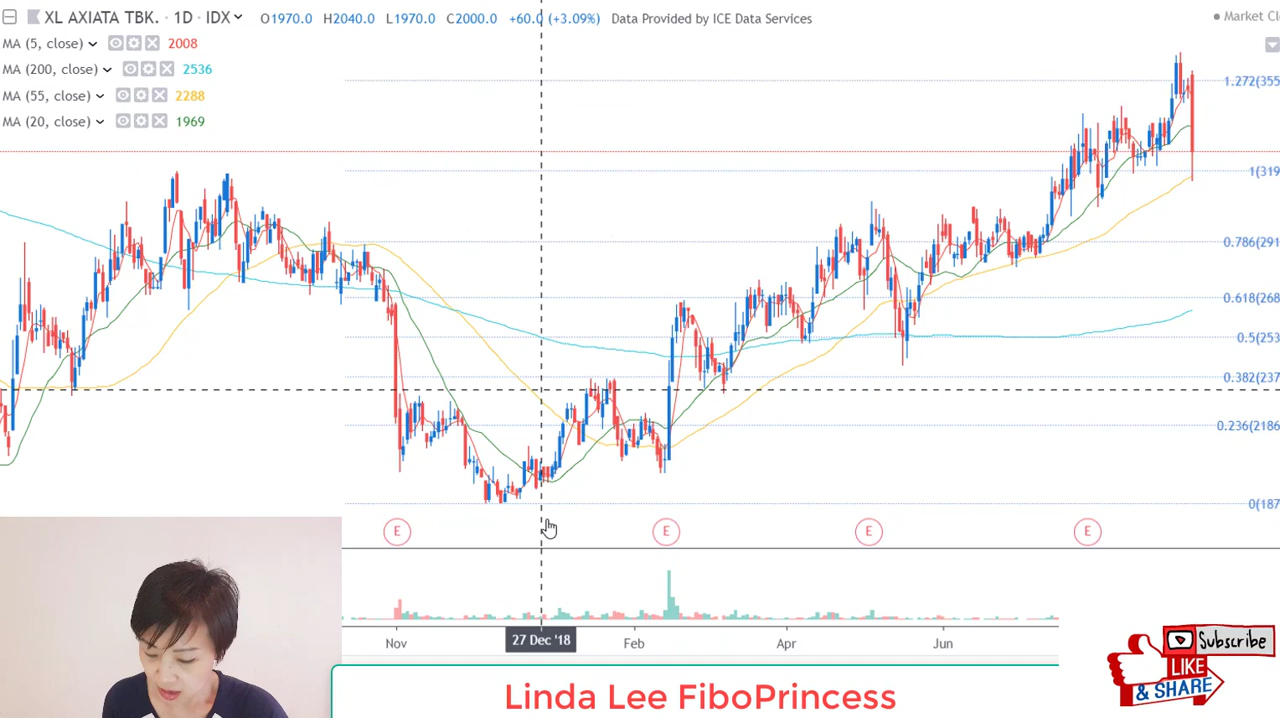 XL AXIATA TBK. · 1D · IDX O1970.0 H2040.0 L1970.0 C2000.0 +60.0 (+3.09%) Data Provided by ICE Data Services Market Cl
MA (5, close) 2008
MA (200, close) 2536
MA (55, close) 2288
MA (20, close) 1969
1.272(355
1(319
0.786(291
0.618(268
0.5(253
0.382(237
0.236(2186
0(187
E E E E
Nov 27 Dec '18 Feb Apr Jun
Subscribe
LIKE
& SHARE
Linda Lee FiboPrincess